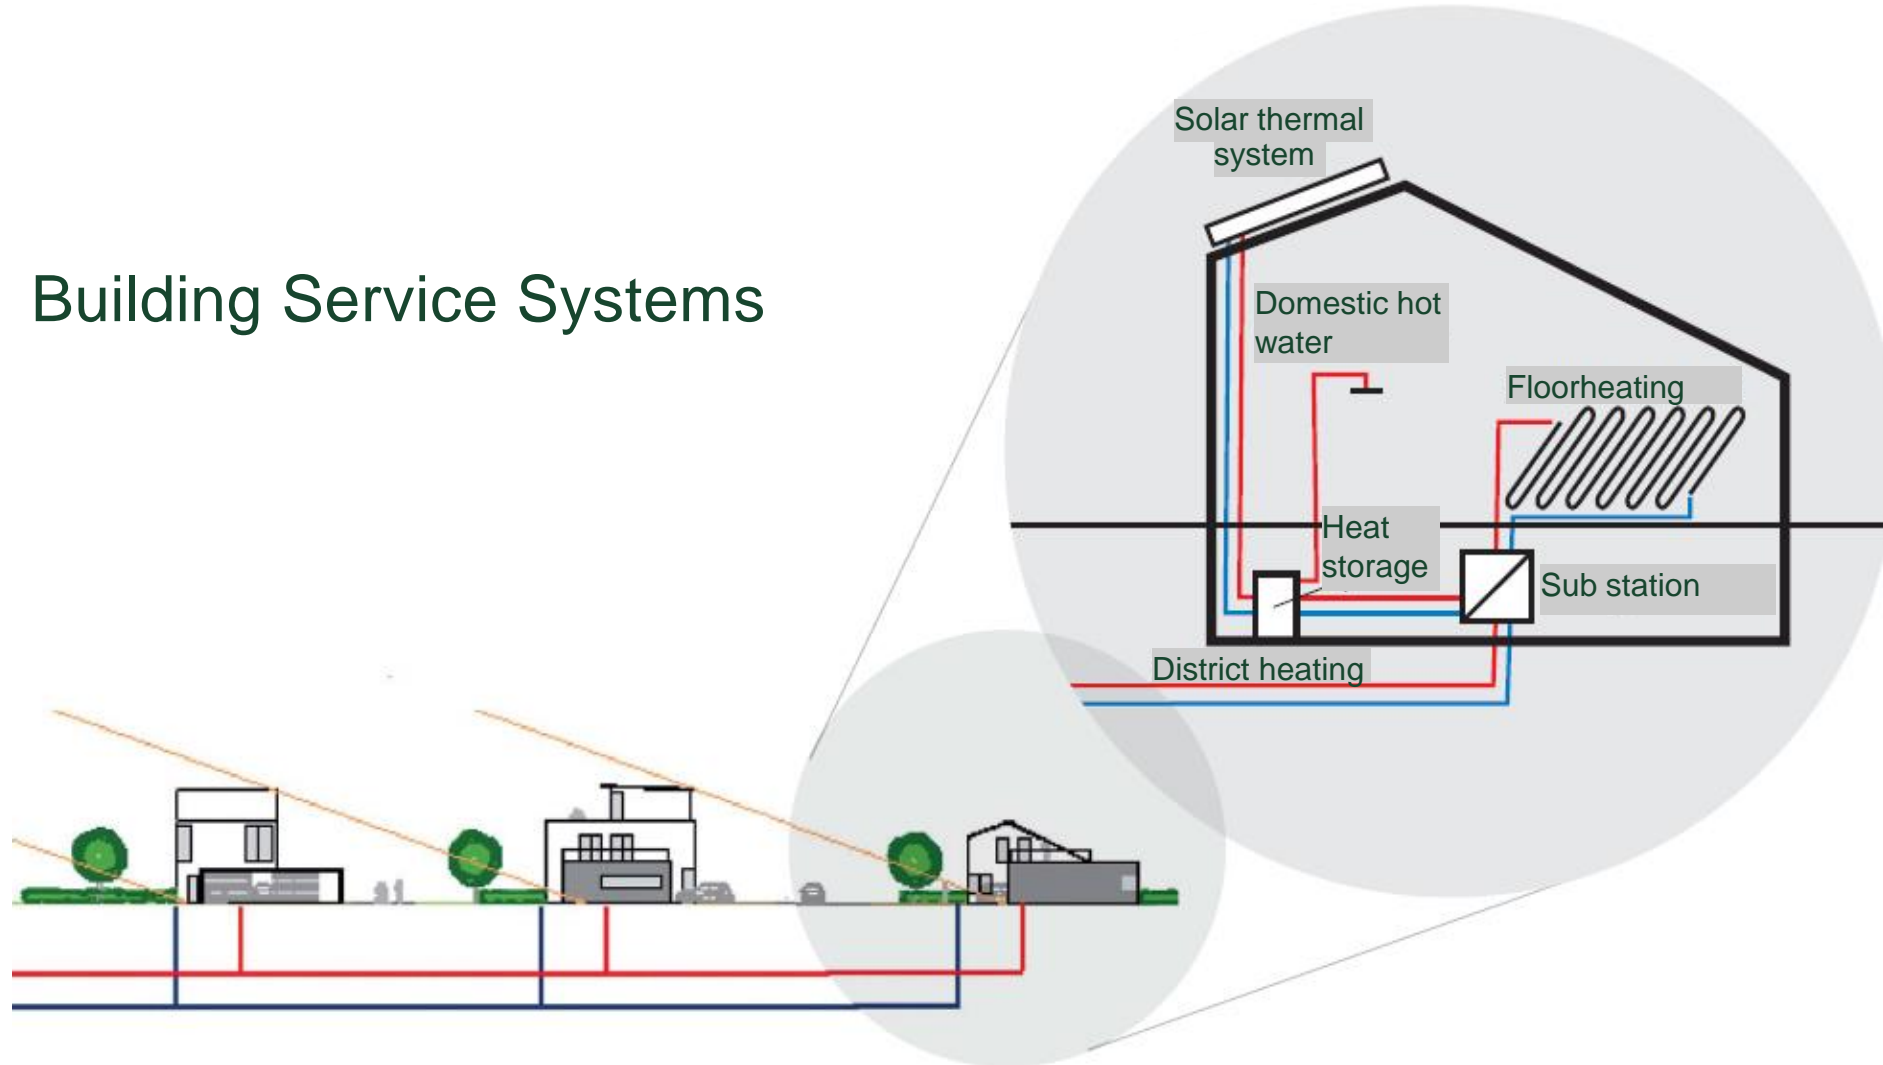 Building Service Systems
Solar thermal
system
Domestic hot
water
Floorheating
Heat
storage
Sub station
District heating